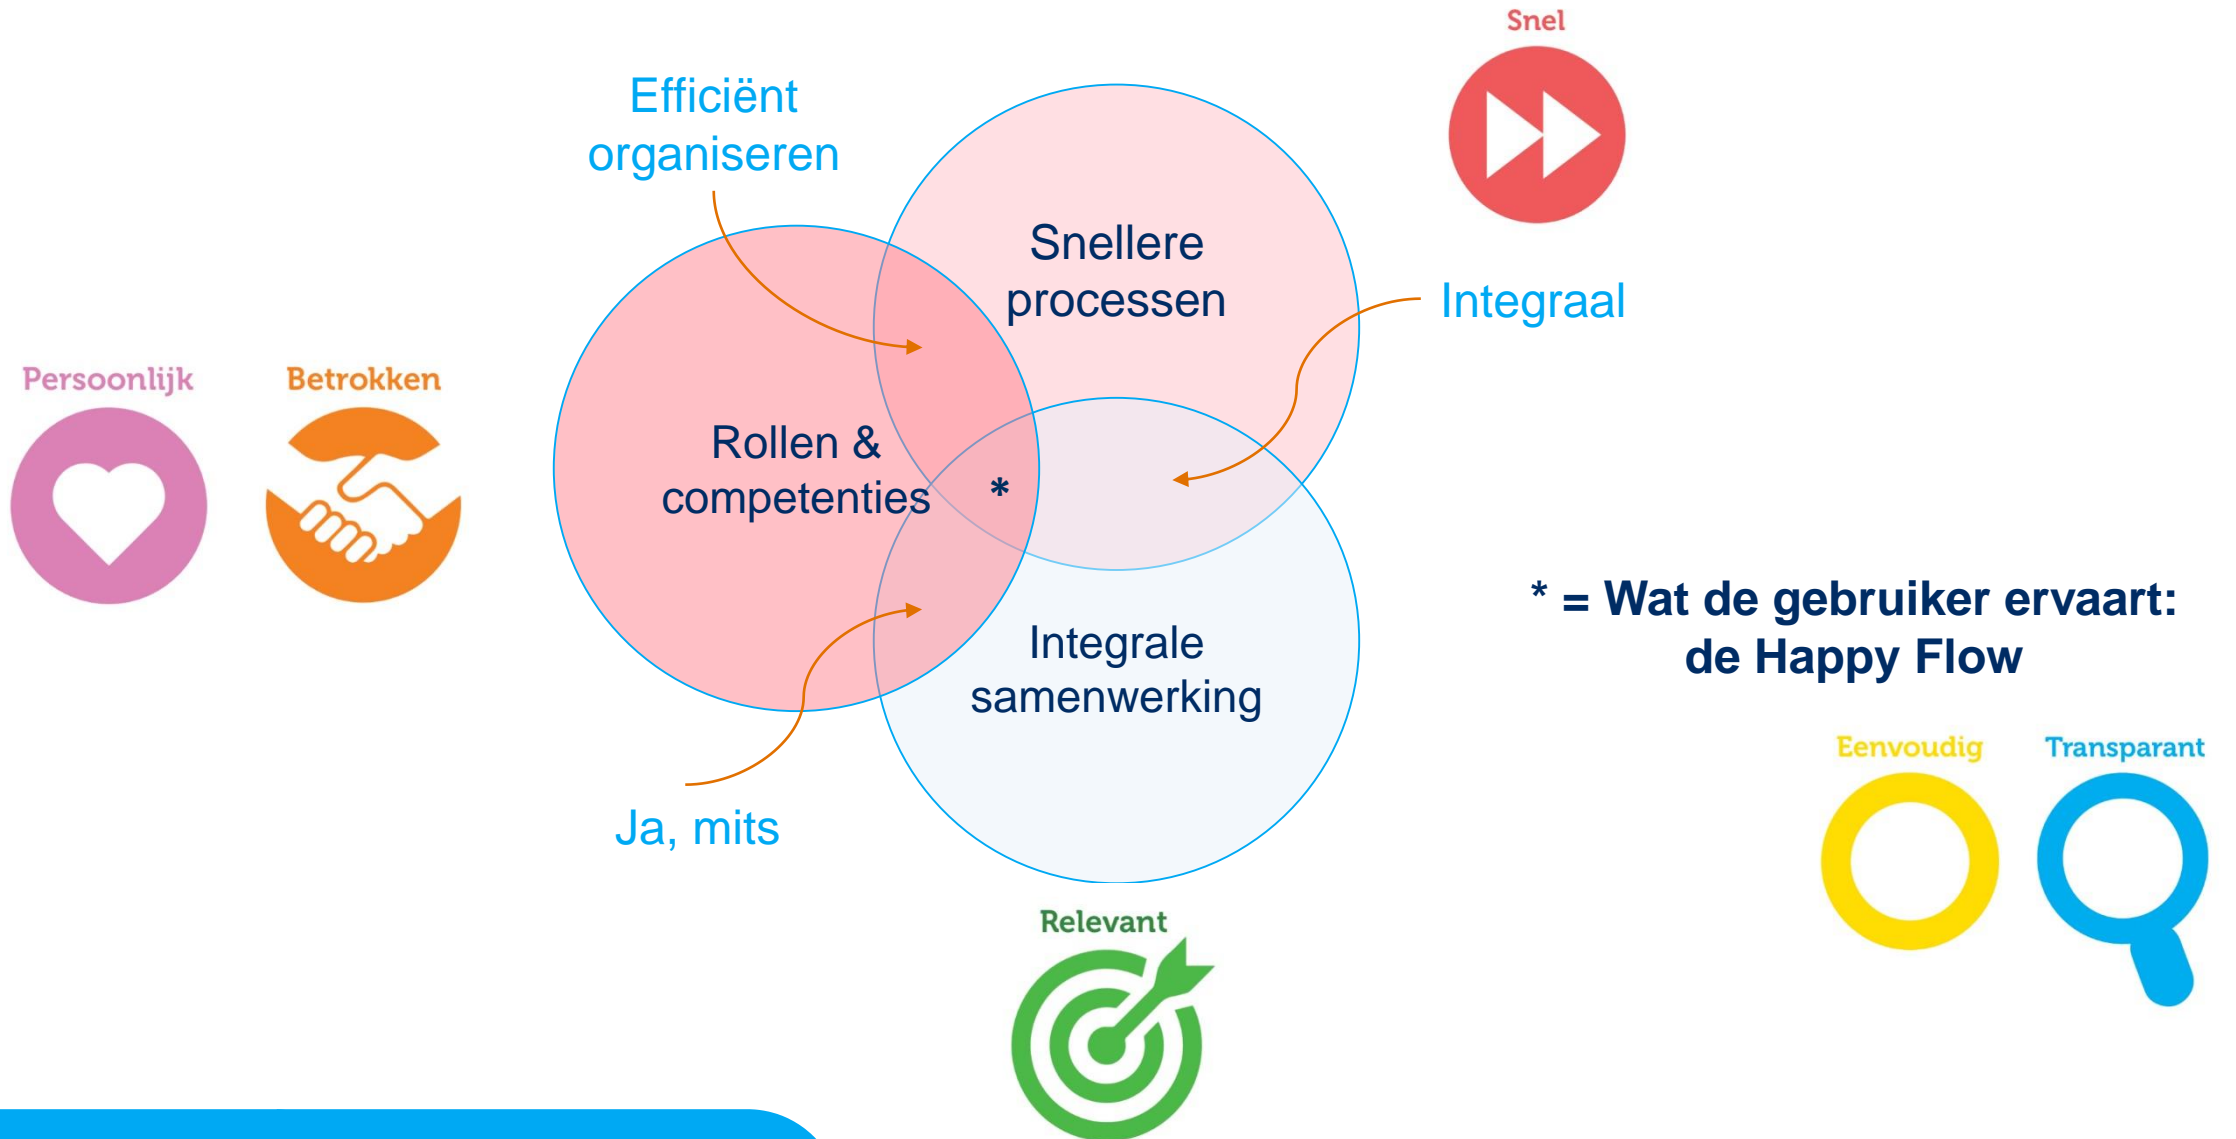 Snel
Efficiënt
organiseren
Snellere
processen
Integraal
Persoonlijk
Betrokken
Rollen &
competenties
*
* = Wat de gebruiker ervaart:
de Happy Flow
Integrale
samenwerking
Eenvoudig
Transparant
Ja, mits
Relevant